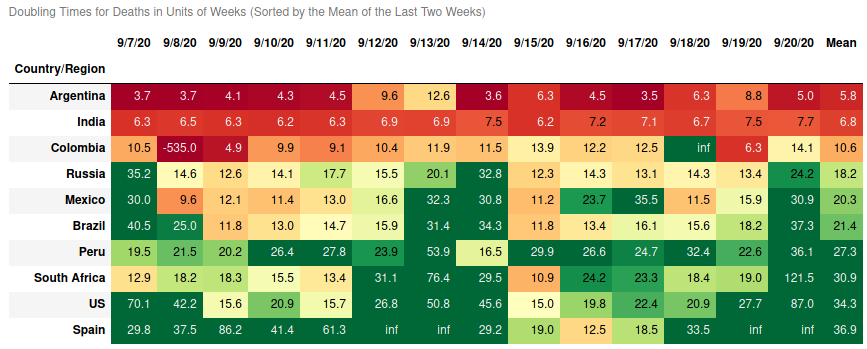 Doubling Times for Deaths in Units of Weeks (Sorted by the Mean of the Last Two Weeks)
9/7/20 9/8/20 9/9/20 9/10/20 9/11/20 9/12/20 9/13/20 9/14/20 9/15/20 9/16/20 9/17/20 9/18/20 9/19/20 9/20/20 Mean
Country/Region
Argentina 3.7 3.7 4.1 4.3 4.5 9.6 12.6 3.6 6.3 4.5 3.5 6.3 8.8 5.0 5.8
India 6.3 6.5 6.3 6.2 6.3 6.9 6.9 7.5 6.2 7.2 7.1 6.7 7.5 7.7 6.8
Colombia 10.5 -535.0 4.9 9.9 9.1 10.4 11.9 11.5 13.9 12.2 12.5 inf 6.3 14.1 10.6
Russia 35.2 14.6 12.6 14.1 17.7 15.5 20.1 32.8 12.3 14.3 13.1 14.3 13.4 24.2 18.2
Mexico 30.0 9.6 12.1 11.4 13.0 16.6 32.3 30.8 11.2 23.7 35.5 11.5 15.9 30.9 20.3
Brazil 40.5 25.0 11.8 13.0 14.7 15.9 31.4 34.3 11.8 13.4 16.1 15.6 18.2 37.3 21.4
Peru 19.5 21.5 20.2 26.4 27.8 23.9 53.9 16.5 29.9 26.6 24.7 32.4 22.6 36.1 27.3
South Africa 12.9 18.2 18.3 15.5 13.4 31.1 76.4 29.5 10.9 24.2 23.3 18.4 19.0 121.5 30.9
US 70.1 42.2 15.6 20.9 15.7 26.8 50.8 45.6 15.0 19.8 22.4 20.9 27.7 87.0 34.3
Spain 29.8 37.5 86.2 41.4 61.3 inf inf 29.2 19.0 12.5 18.5 33.5 inf inf 36.9